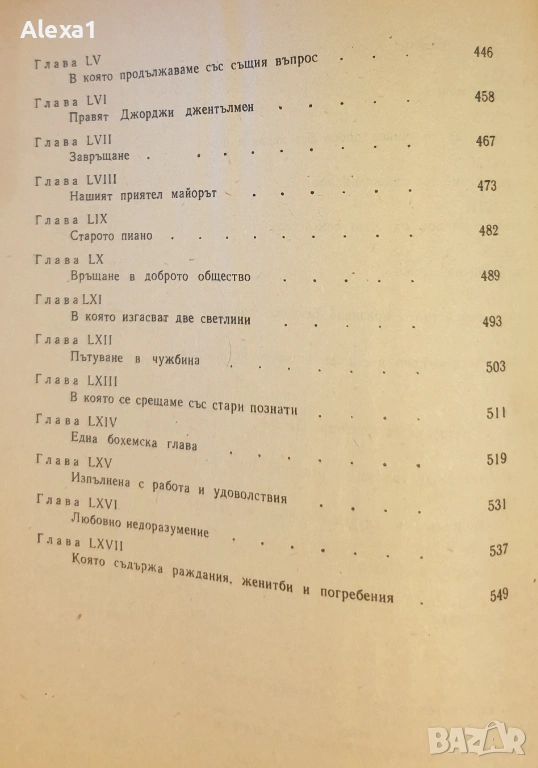 Alexa1
Глава LV
В която продължаваме със същия въпрос . . . 446
Глава LVI
Правят Джорджи джентълмен . . . . . 458
Глава LVII
Завръщане . . . . . . . . 467
Глава LVIII
Нашият приятел майорът . . . . . . 473
Глава LIX
Старото пиано . . . . . . . . 482
Глава LX
Връщане в доброто общество . . . . . 489
Глава LXI
В която изгасват две светлини . . . . . 493
Глава LXII
Пътуване в чужбина . . . . . . 503
Глава LXIII
В която се срещаме със стари познати . . . . 511
Глава LXIV
Една бохемска глава . . . . . . 519
Глава LXV
Изпълнена с работа и удоволствия . . . . 531
Глава LXVI
Любовно недоразумение . . . . . . 537
Глава LXVII
Която съдържа раждания, женитби и погребения . 549
BAZAR